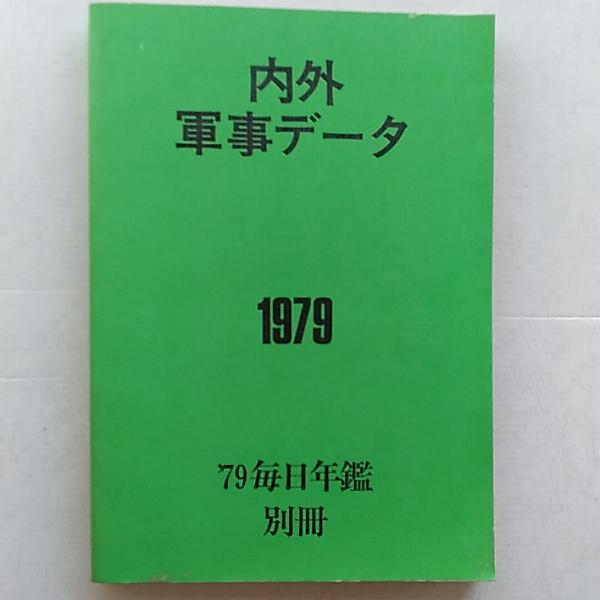 内外
軍事データ
1979
'79毎日年鑑
別冊